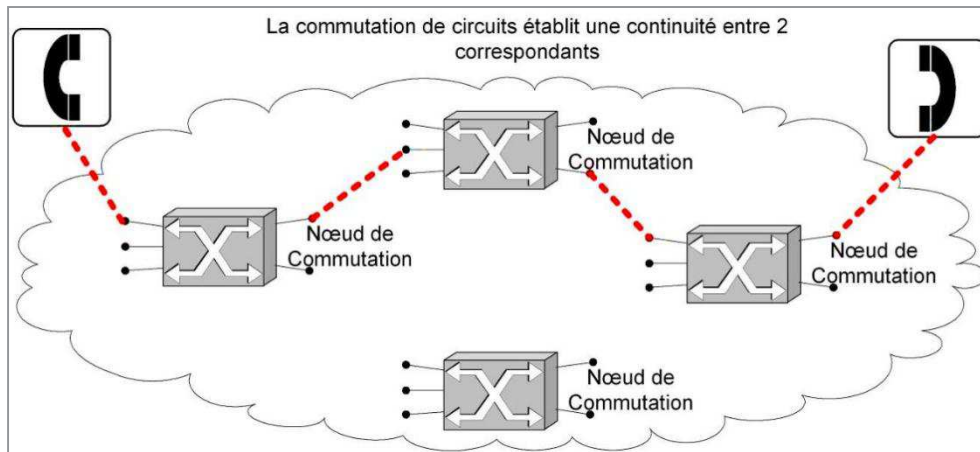 La commutation de circuits établit une continuité entre 2
correspondants
Nœud de
Commutation
Nœud de
Commutation
Nœud de
Commutation
Nœud de
Commutation